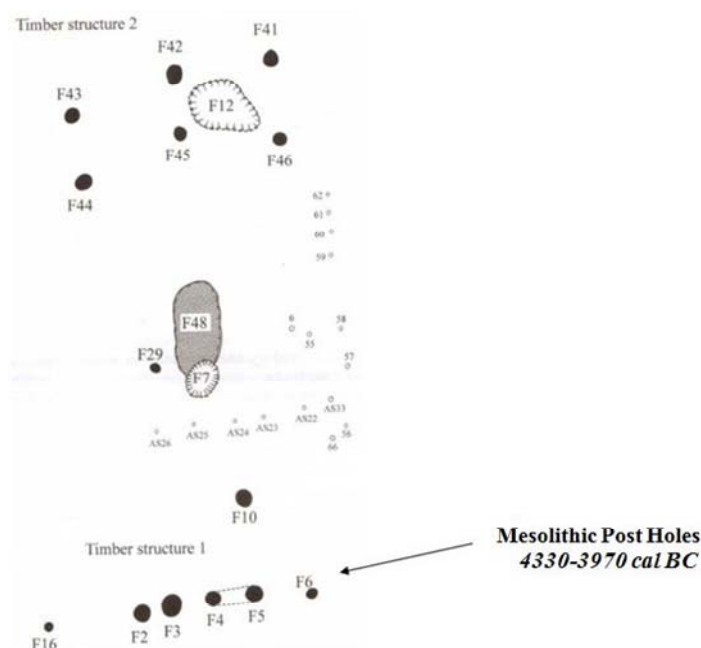 Timber structure 2
F41
F42
F43
F12
F45
F46
F44
62
61
60
59
F48
6
55
58
57
F29
F7
AS26
AS25
AS24
AS23
AS22
AS33
56
66
F10
Timber structure 1
Mesolithic Post Holes
4330-3970 cal BC
F16
F2
F3
F4
F5
F6